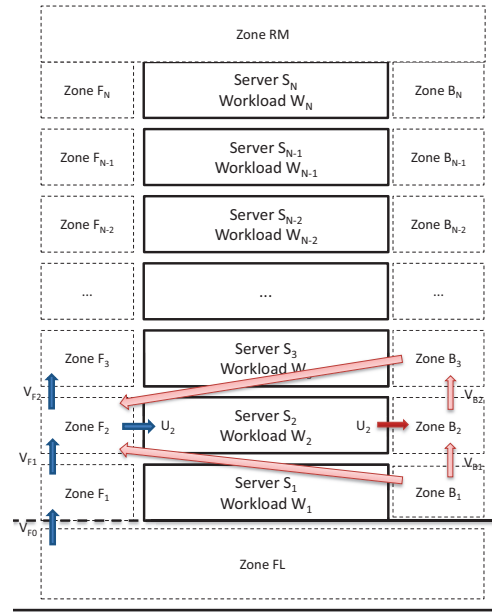 Zone RM
Zone F_N
Server S_N
Workload W_N
Zone B_N
Zone F_N-1
Server S_N-1
Workload W_N-1
Zone B_N-1
Zone F_N-2
Server S_N-2
Workload W_N-2
Zone B_N-2
...
...
...
Zone F_3
Server S_3
Workload W
Zone B_3
V_F2
V_B2
Zone F_2
U_2
Server S_2
Workload W_2
U_2
Zone B_2
V_F1
V_B1
Zone F_1
Server S_1
Workload W_1
Zone B_1
V_F0
Zone FL